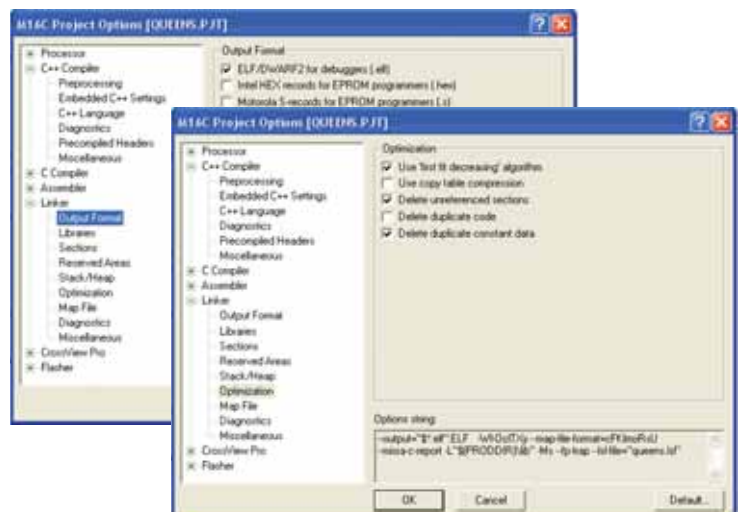 M16C Project Options [QUEENS.PJT]
Processor
C++ Compiler
Preprocessing
Embedded C++ Settings
C++ Language
Diagnostics
Precompiled Headers
Miscellaneous
C Compiler
Assembler
Linker
Output Format
Libraries
Sections
Reserved Areas
Stack/Heap
Optimization
Map File
Diagnostics
Miscellaneous
CrossView Pro
Flasher
Output Format
ELF/DWARF2 for debuggers (.elf)
Intel HEX records for EPROM programmers (.hex)
Motorola S-records for EPROM programmers (.s)
M16C Project Options [QUEENS.PJT]
Processor
C++ Compiler
Preprocessing
Embedded C++ Settings
C++ Language
Diagnostics
Precompiled Headers
Miscellaneous
C Compiler
Assembler
Linker
Output Format
Libraries
Sections
Reserved Areas
Stack/Heap
Optimization
Map File
Diagnostics
Miscellaneous
CrossView Pro
Flasher
Optimization
Use 'first fit decreasing' algorithm
Use copy table compression
Delete unreferenced sections
Delete duplicate code
Delete duplicate constant data
Options string:
OK Cancel Default...